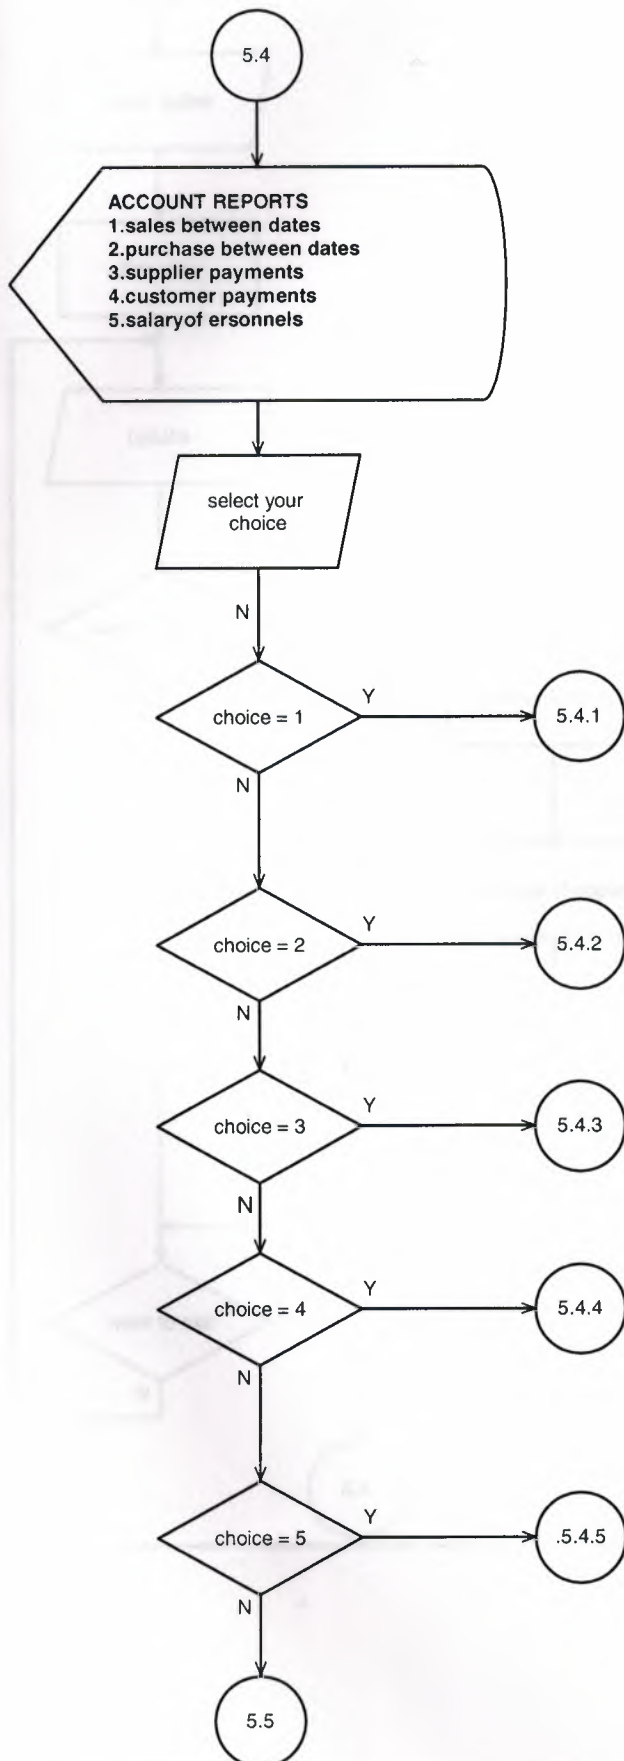 5.4
ACCOUNT REPORTS
1.sales between dates
2.purchase between dates
3.supplier payments
4.customer payments
5.salaryof ersonnels
select your
choice
N
choice = 1
Y
5.4.1
N
choice = 2
Y
5.4.2
N
choice = 3
Y
5.4.3
N
choice = 4
Y
5.4.4
N
choice = 5
Y
.5.4.5
N
5.5